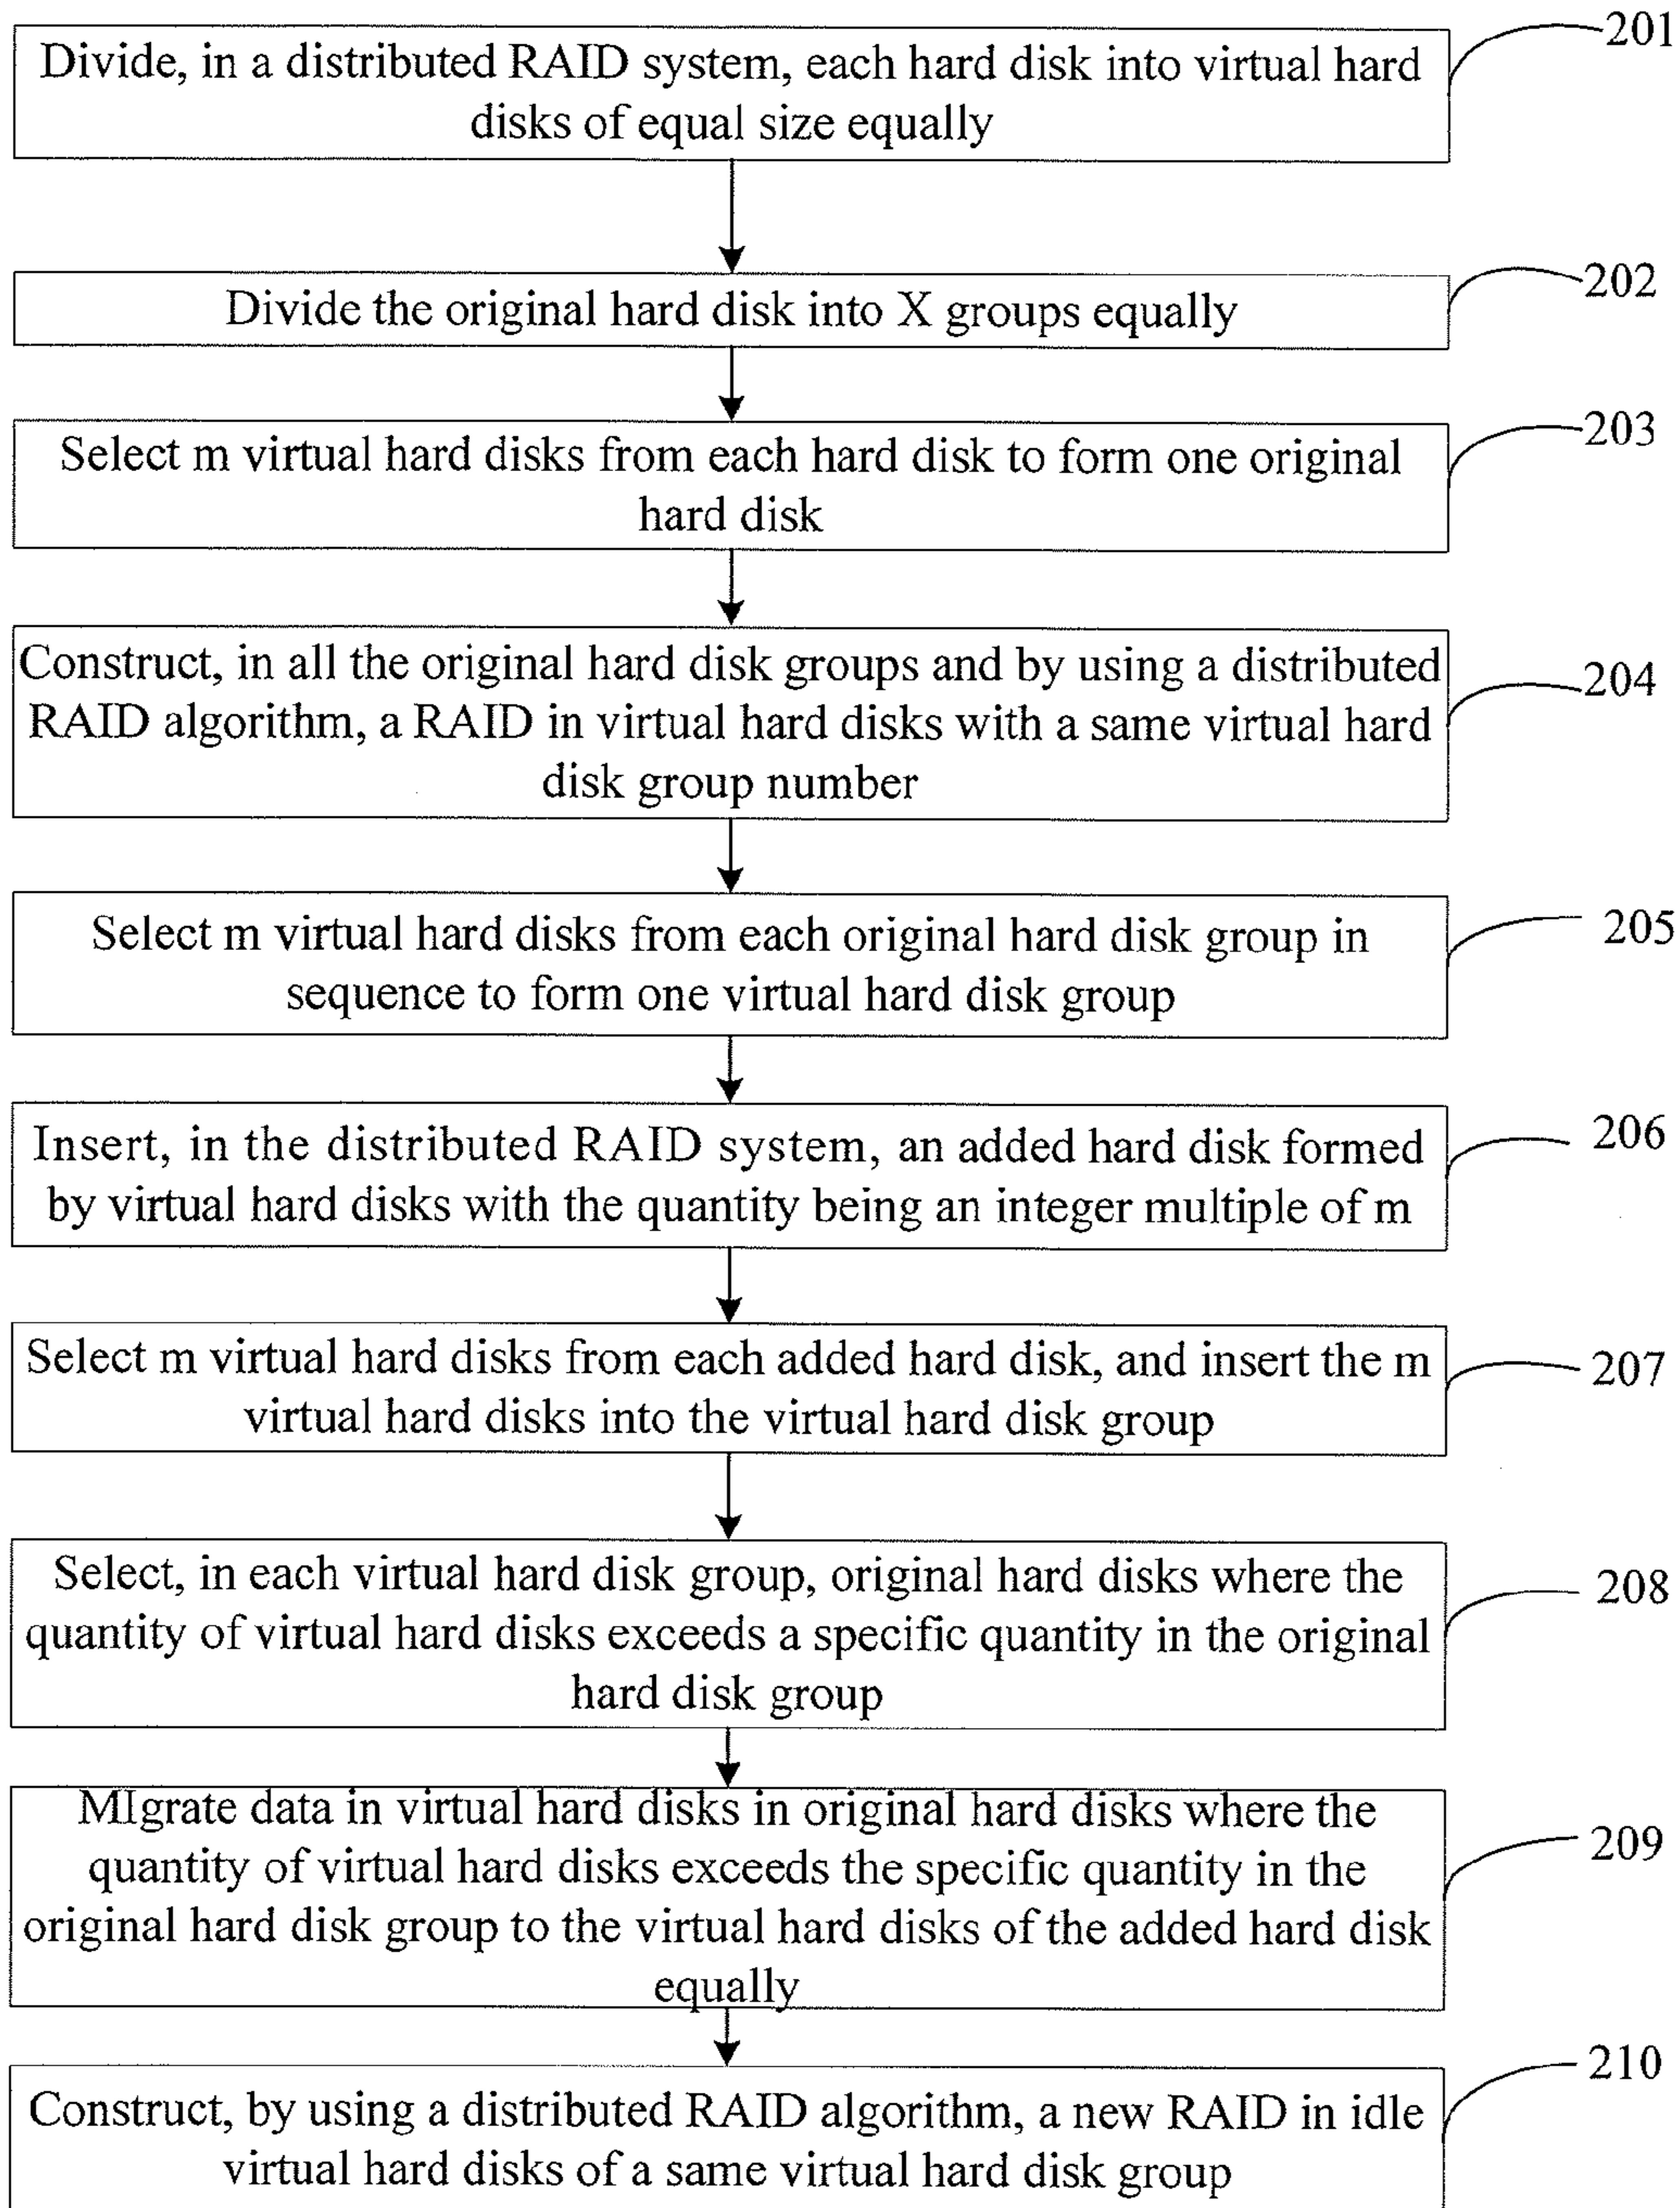 201
Divide, in a distributed RAID system, each hard disk into virtual hard
disks of equal size equally
202
Divide the original hard disk into X groups equally
203
Select m virtual hard disks from each hard disk to form one original
hard disk
Construct, in all the original hard disk groups and by using a distributed
RAID algorithm, a RAID in virtual hard disks with a same virtual hard
disk group number
204
Select m virtual hard disks from each original hard disk group in
sequence to form one virtual hard disk group
205
Insert, in the distributed RAID system, an added hard disk formed
by virtual hard disks with the quantity being an integer multiple of m
206
Select m virtual hard disks from each added hard disk, and insert the m
virtual hard disks into the virtual hard disk group
207
Select, in each virtual hard disk group, original hard disks where the
quantity of virtual hard disks exceeds a specific quantity in the original
hard disk group
208
MIgrate data in virtual hard disks in original hard disks where the
quantity of virtual hard disks exceeds the specific quantity in the
original hard disk group to the virtual hard disks of the added hard disk
equally
209
210
Construct, by using a distributed RAID algorithm, a new RAID in idle
virtual hard disks of a same virtual hard disk group